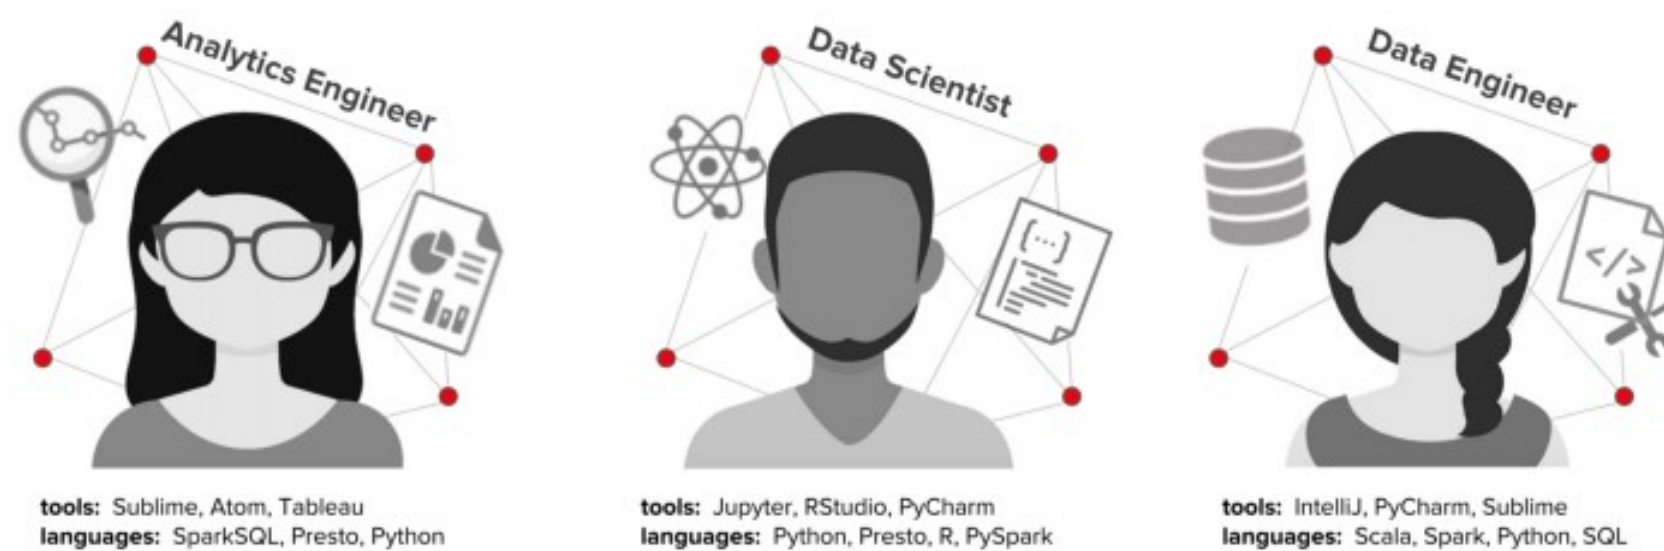 Analytics Engineer
tools: Sublime, Atom, Tableau
languages: SparkSQL, Presto, Python
Data Scientist
{...}
tools: Jupyter, RStudio, PyCharm
languages: Python, Presto, R, PySpark
Data Engineer
</>
tools: IntelliJ, PyCharm, Sublime
languages: Scala, Spark, Python, SQL